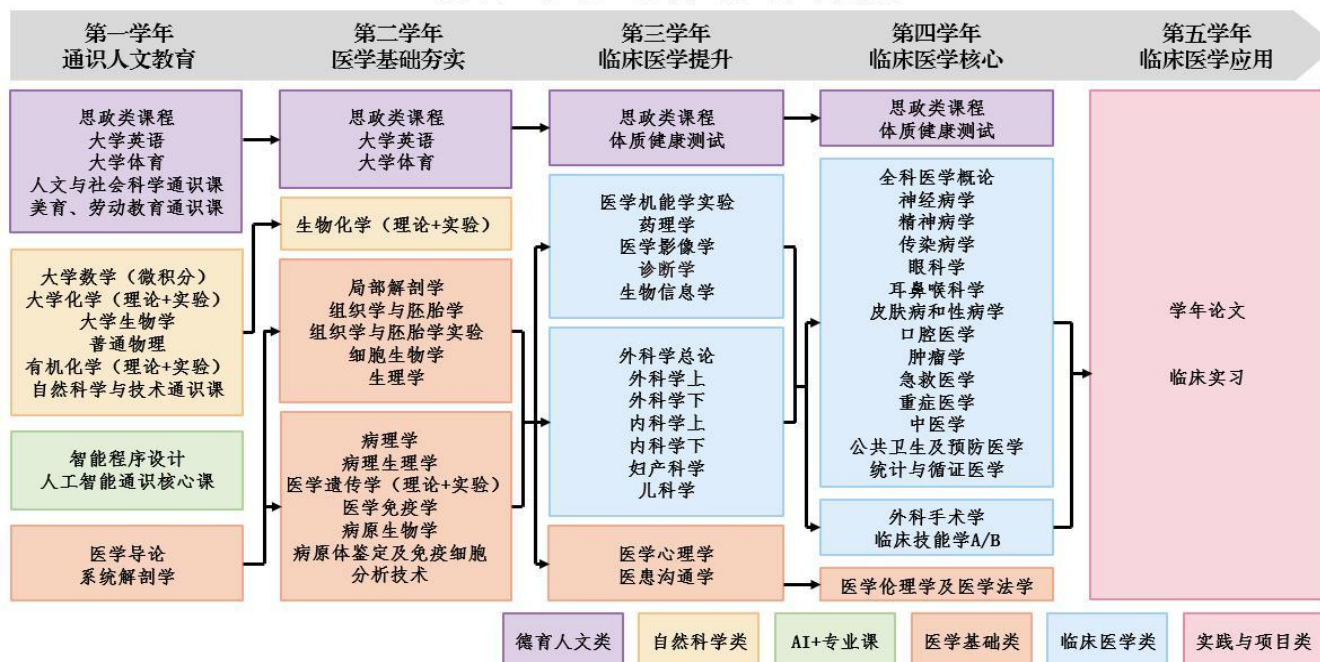 第一学年
通识人文教育
第二学年
医学基础夯实
第三学年
临床医学提升
第四学年
临床医学核心
第五学年
临床医学应用
思政类课程
大学英语
大学体育
人文与社会科学通识课
美育、劳动教育通识课
大学数学（微积分）
大学化学（理论+实验）
大学生物学
普通物理
有机化学（理论+实验）
自然科学与技术通识课
智能程序设计
人工智能通识核心课
医学导论
系统解剖学
思政类课程
大学英语
大学体育
生物化学（理论+实验）
局部解剖学
组织学与胚胎学
组织学与胚胎学实验
细胞生物学
生理学
病理学
病理生理学
医学遗传学（理论+实验）
医学免疫学
病原生物学
病原体鉴定及免疫细胞
分析技术
思政类课程
体质健康测试
医学机能学实验
药理学
医学影像学
诊断学
生物信息学
外科学总论
外科学上
外科学下
内科学上
内科学下
妇产科学
儿科学
医学心理学
医患沟通学
思政类课程
体质健康测试
全科医学概论
神经病学
精神病学
传染病学
眼科学
耳鼻喉科学
皮肤病和性病学
口腔医学
肿瘤学
急救医学
重症医学
中医学
公共卫生及预防医学
统计与循证医学
外科手术学
临床技能学A/B
医学伦理学及医学法学
学年论文
临床实习
德育人文类
自然科学类
AI+专业课
医学基础类
临床医学类
实践与项目类